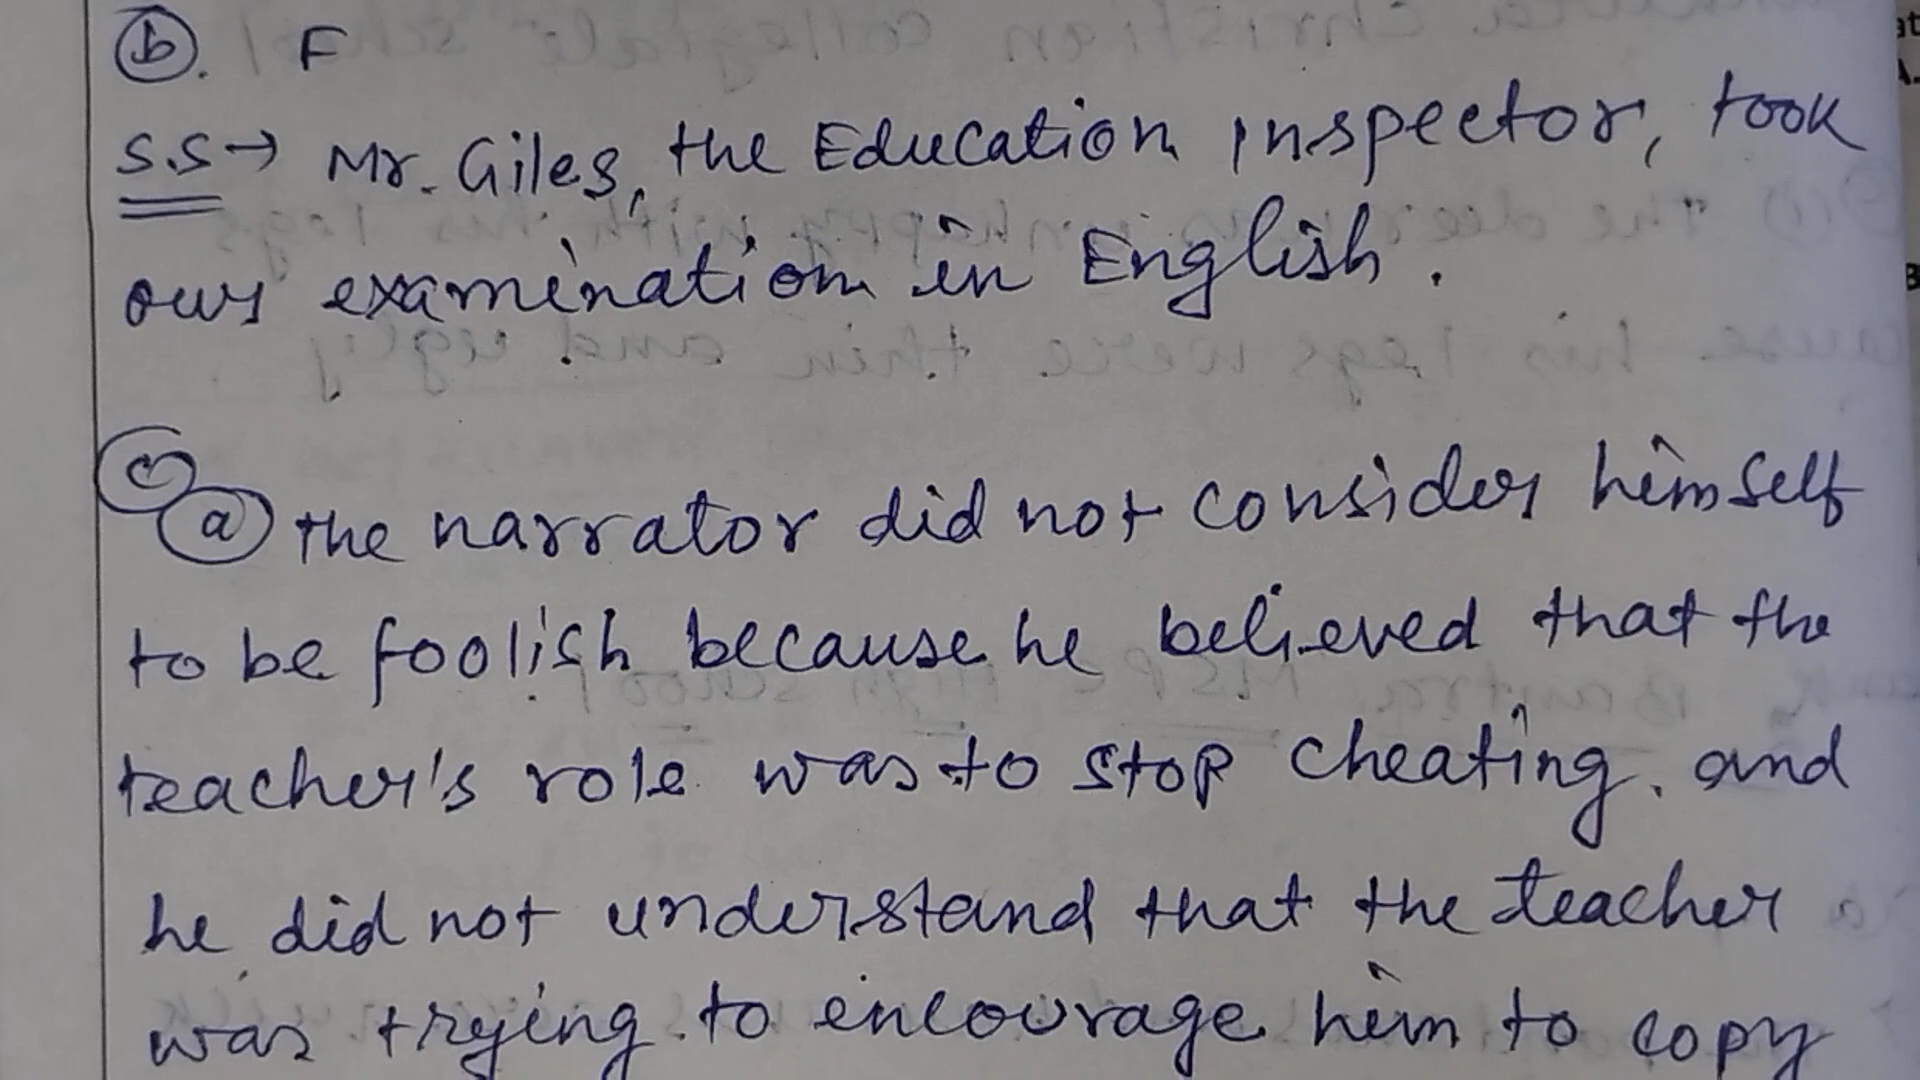 (b). F
S.S → Mr. Giles, the Education Inspector, took
our examination in English.
(C)
(a) the narrator did not consider himself
to be foolish because he believed that the
teacher's role was to stop cheating. and
he did not understand that the teacher
was trying to encourage him to copy